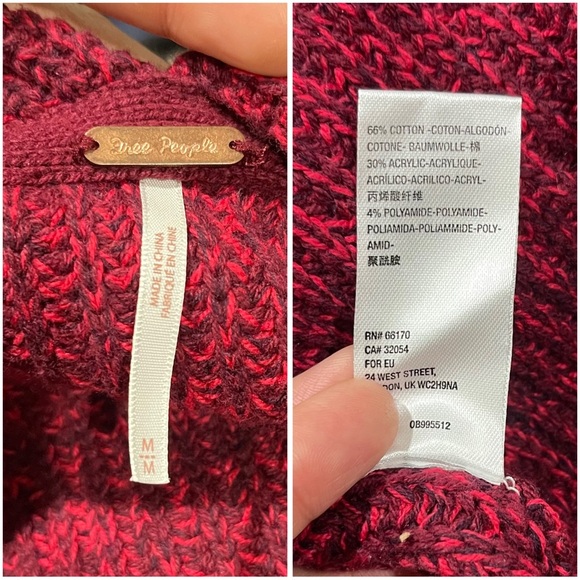 Free People
MADE IN CHINA
FABRIQUÉ EN CHINE
M
M
66% COTTON -COTON-ALGODÓN-
COTONE- BAUMWOLLE- 棉
30% ACRYLIC-ACRYLIQUE-
ACRÍLICO-ACRILICO-ACRYL-
丙烯酸纤维
4% POLYAMIDE-POLYAMIDE-
POLIAMIDA-POLIAMMIDE-POLY-
AMID-
聚酰胺
RN# 66170
CA# 32054
FOR EU
24 WEST STREET,
UK WC2H9NA
OB995512